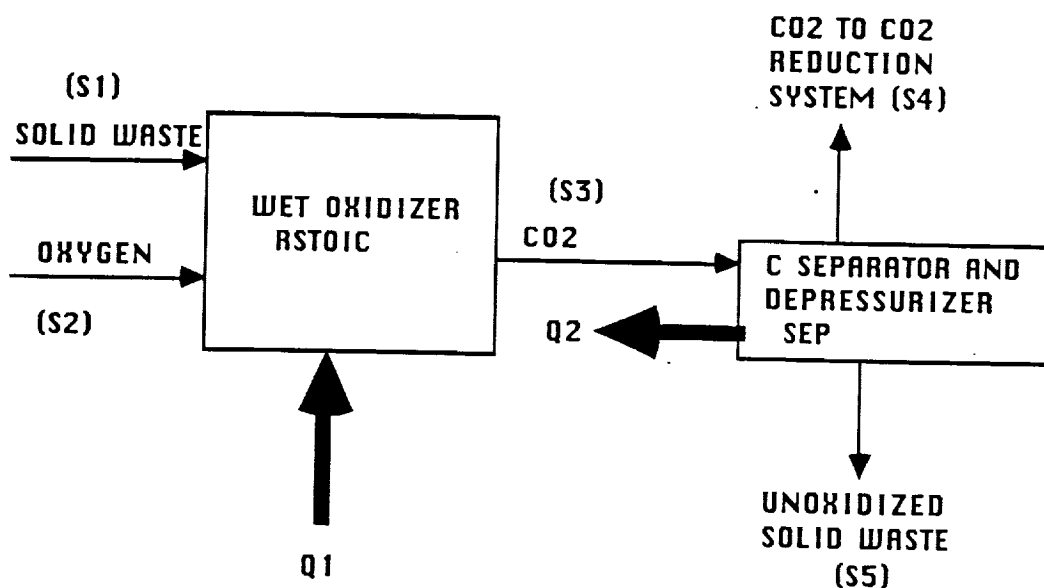 CO2 TO CO2
REDUCTION
SYSTEM (S4)
(S1)
SOLID WASTE
WET OXIDIZER
RSTOIC
(S3)
CO2
OXYGEN
(S2)
C SEPARATOR AND
DEPRESSURIZER
SEP
Q2
Q1
UNOXIDIZED
SOLID WASTE
(S5)